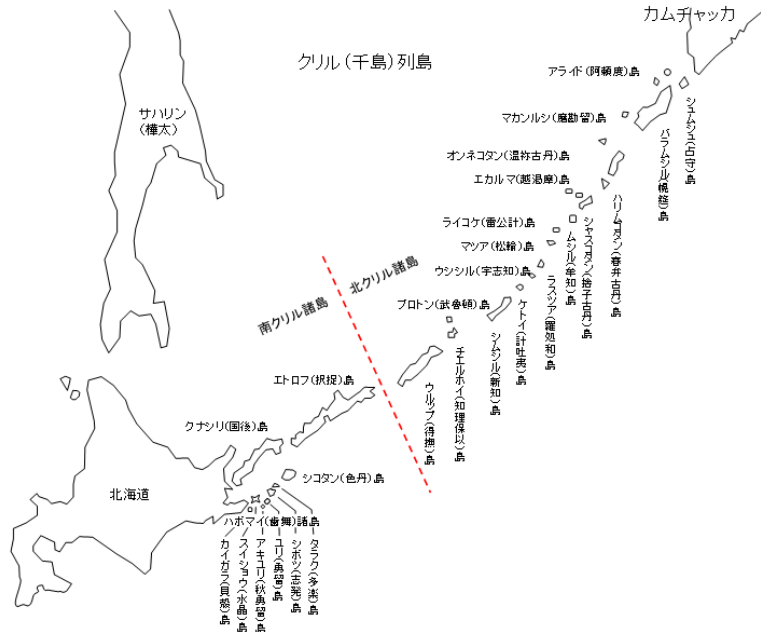 カムチャッカ
クリル(千島)列島
アライド(阿頼度)島
サハリン
(樺太)
マカンルシ(磨勘留)島
シュムシュ(占守)島
パラムシル(幌筵)島
オンネコタン(温祢古丹)島
エカルマ(越渇摩)島
ハリムコタン(春牟古丹)島
シャスコタン(捨子古丹)島
ライコケ(雷公計)島
ムシル(牟知)島
マツア(松輪)島
ラスツア(羅処和)島
ウシシル(宇志知)島
ケトイ(計吐夷)島
北クリル諸島
南クリル諸島
ブロトン(武魯頓)島
シムシル(新知)島
チエルホイ(知理保以)島
ウルップ(得撫)島
エトロフ(択捉)島
クナシリ(国後)島
シコタン(色丹)島
北海道
ハボマイ(歯舞)諸島
タラク(多楽)島
シボツ(志発)島
ユリ(勇留)島
アキユリ(秋勇留)島
スイショウ(水晶)島
カイガラ(貝殻)島